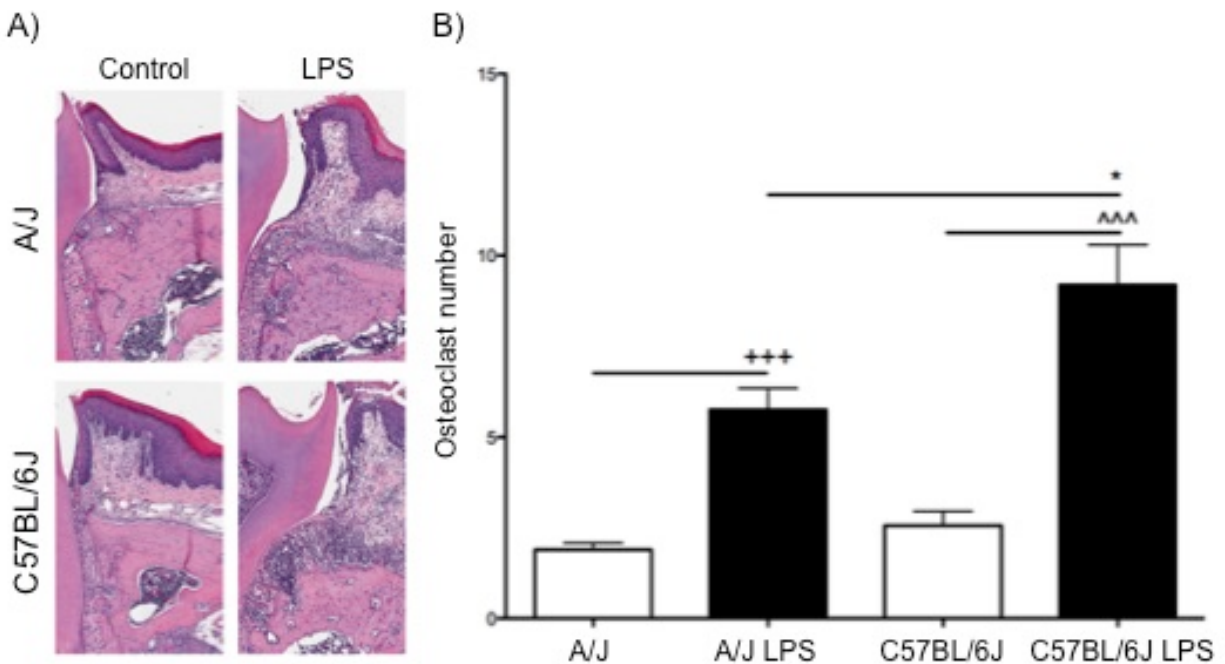 A)
Control LPS
A/J
C57BL/6J
B)
Osteoclast number
15
10
5
0
*
^^^
+++
A/J A/J LPS C57BL/6J C57BL/6J LPS